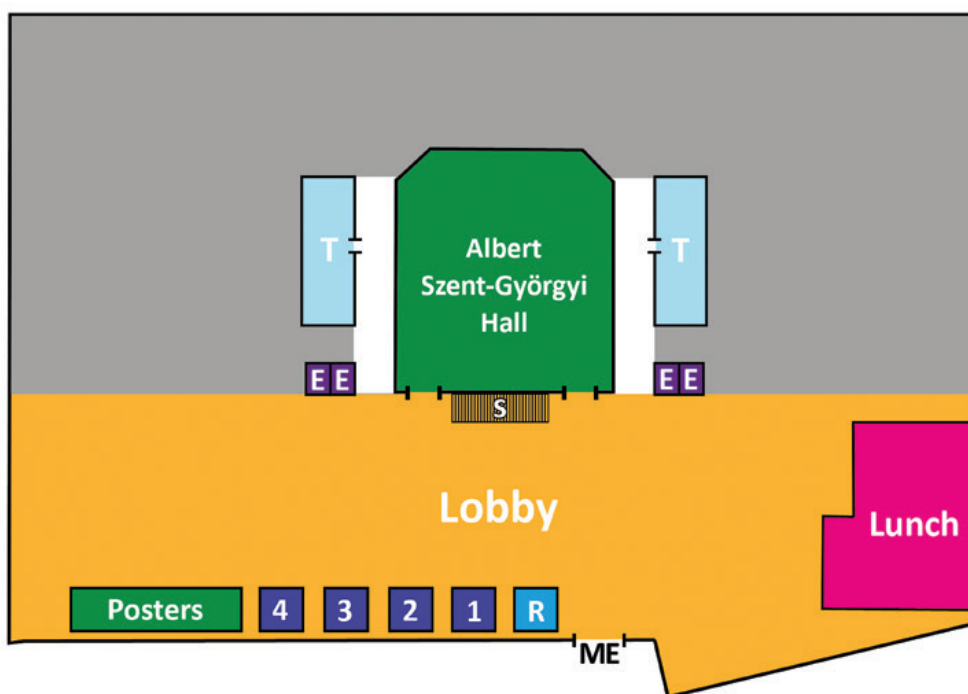 T
Albert
Szent-Györgyi
Hall
T
E E
E E
S
Lobby
Lunch
Posters
4
3
2
1
R
ME